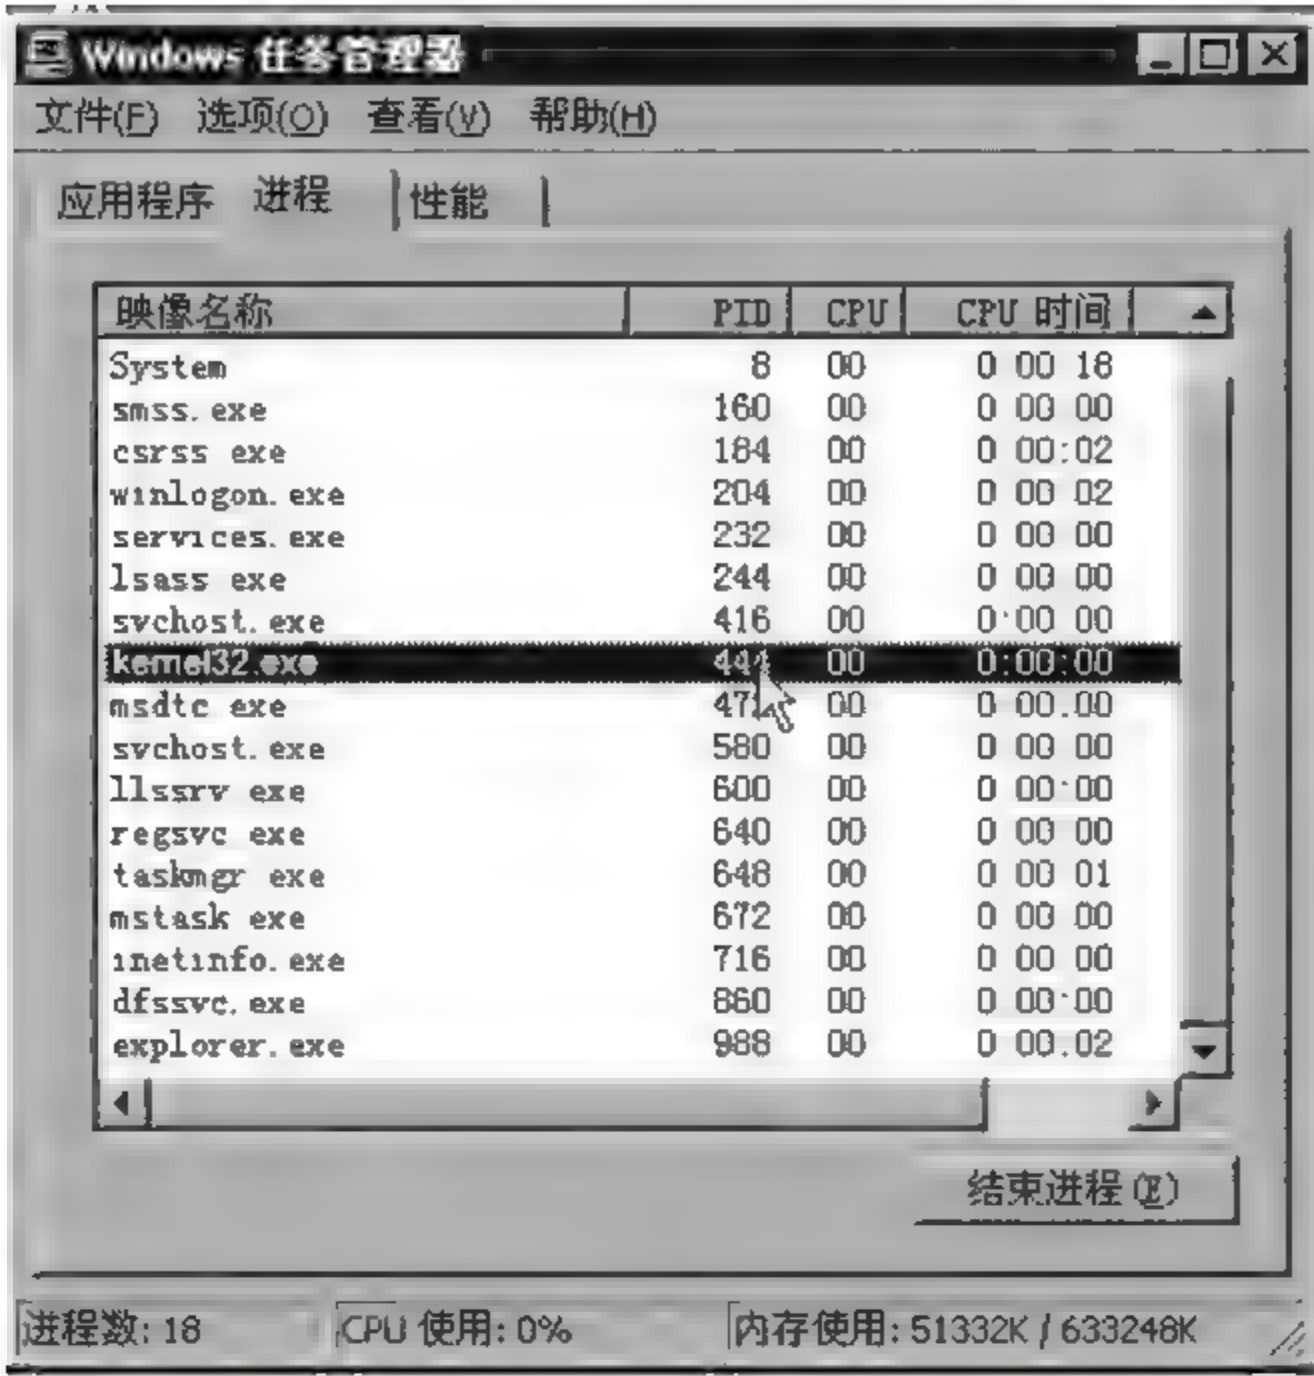 Windows 任务管理器
文件(F) 选项(O) 查看(V) 帮助(H)
应用程序 进程 性能
映像名称 PID CPU CPU 时间
System 8 00 0 00 18
smss. exe 160 00 0 00 00
csrss exe 184 00 0 00:02
winlogon. exe 204 00 0 00 02
services. exe 232 00 0 00 00
lsass exe 244 00 0 00 00
svchost. exe 416 00 0:00 00
kernel32.exe 444 00 0:00:00
msdtc exe 00 0 00.00
svchost. exe 580 00 0 00 00
llssrv exe 600 00 0 00:00
regsvc exe 640 00 0 00 00
taskmgr exe 648 00 0 00 01
mstask exe 672 00 0 00 00
inetinfo. exe 716 00 0 00 00
dfssvc. exe 860 00 0 00:00
explorer. exe 988 00 0 00.02
结束进程(E)
进程数: 18 CPU 使用: 0% 内存使用: 51332K / 633248K